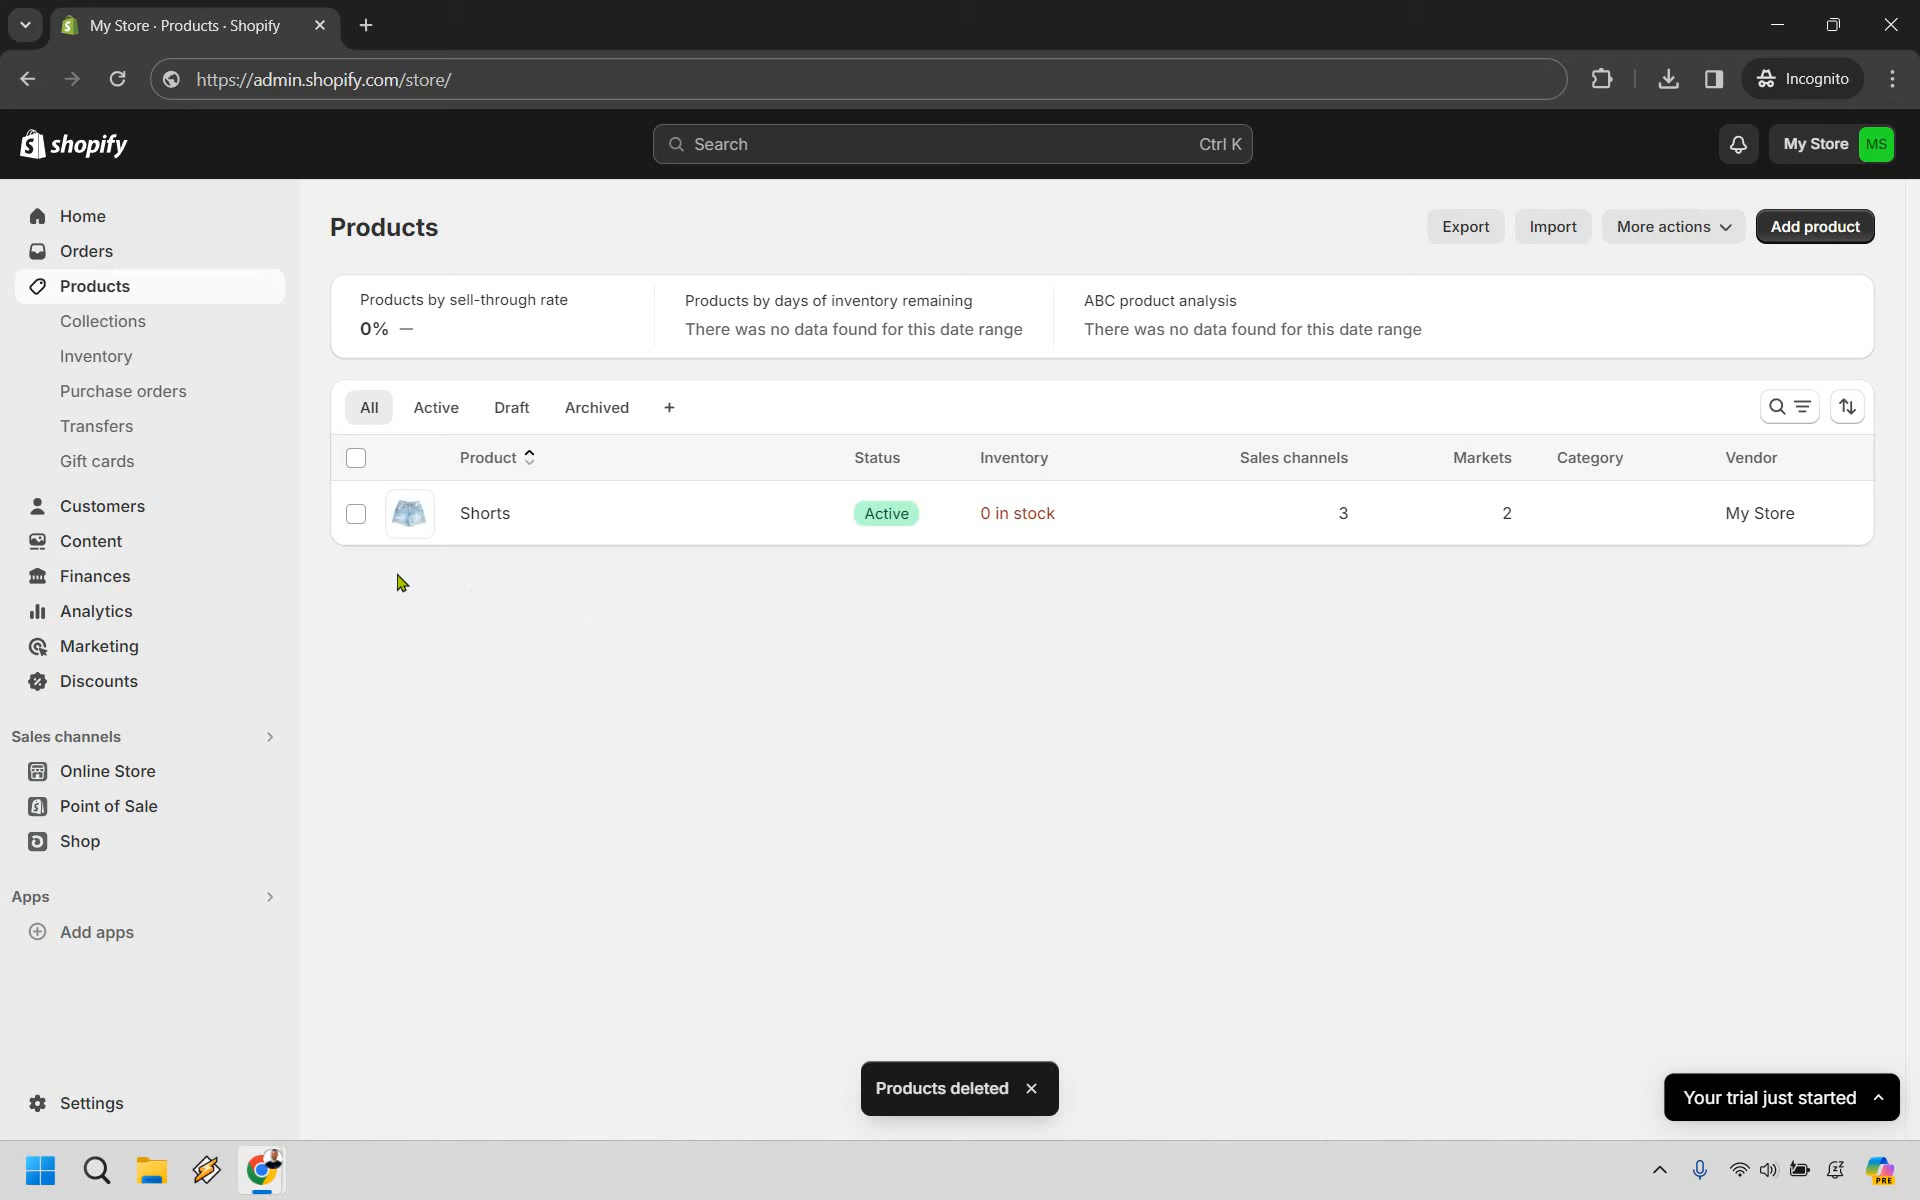 My Store · Products · Shopify
https://admin.shopify.com/store/
Incognito
shopify
Search
Ctrl K
My Store
MS
Home
Orders
Products
Collections
Inventory
Purchase orders
Transfers
Gift cards
Customers
Content
Finances
Analytics
Marketing
Discounts
Sales channels
Online Store
Point of Sale
Shop
Apps
Add apps
Settings
Products
Export
Import
More actions
Add product
Products by sell-through rate
0% —
Products by days of inventory remaining
There was no data found for this date range
ABC product analysis
There was no data found for this date range
All
Active
Draft
Archived
+
Product
Status
Inventory
Sales channels
Markets
Category
Vendor
Shorts
Active
0 in stock
3
2
My Store
Products deleted
Your trial just started
PRE